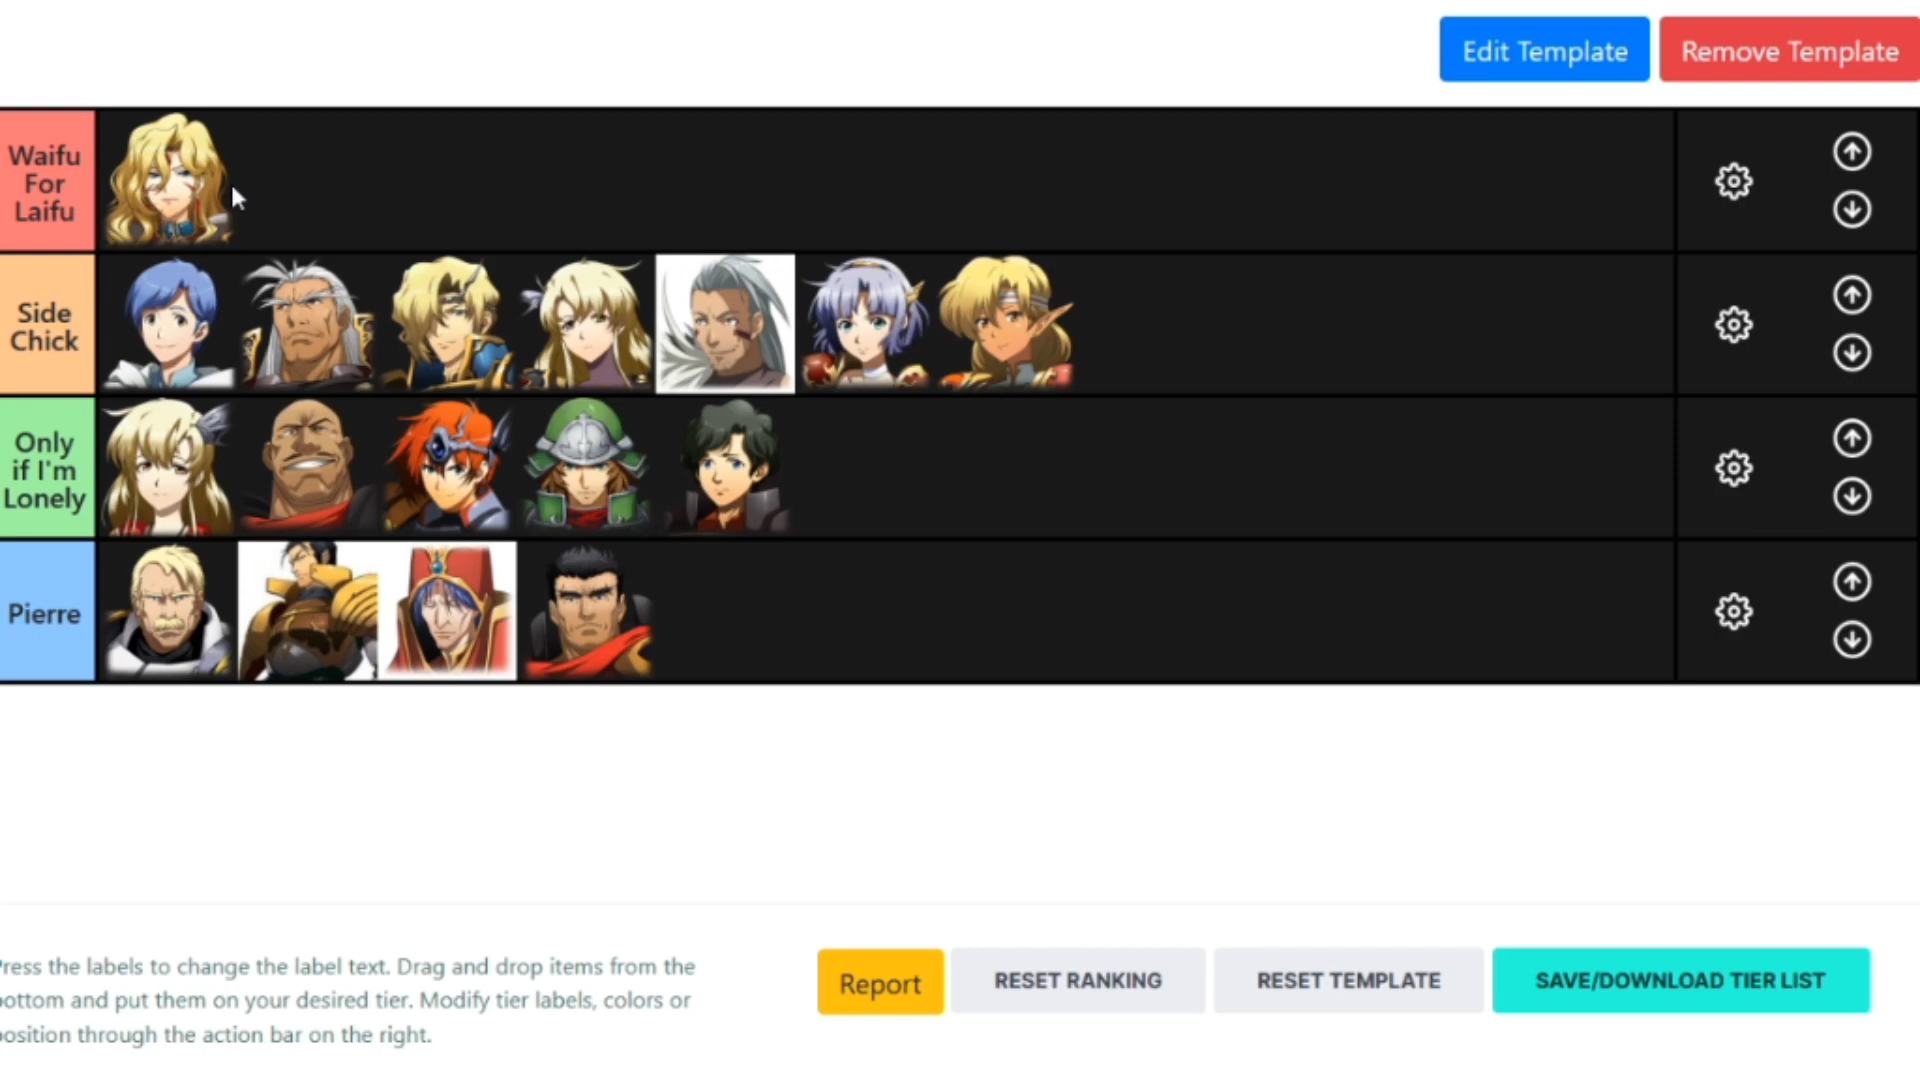 Edit Template
Remove Template
Waifu
For
Laifu
Side
Chick
Only
if I'm
Lonely
Pierre
ress the labels to change the label text. Drag and drop items from the
ottom and put them on your desired tier. Modify tier labels, colors or
osition through the action bar on the right.
Report
RESET RANKING
RESET TEMPLATE
SAVE/DOWNLOAD TIER LIST